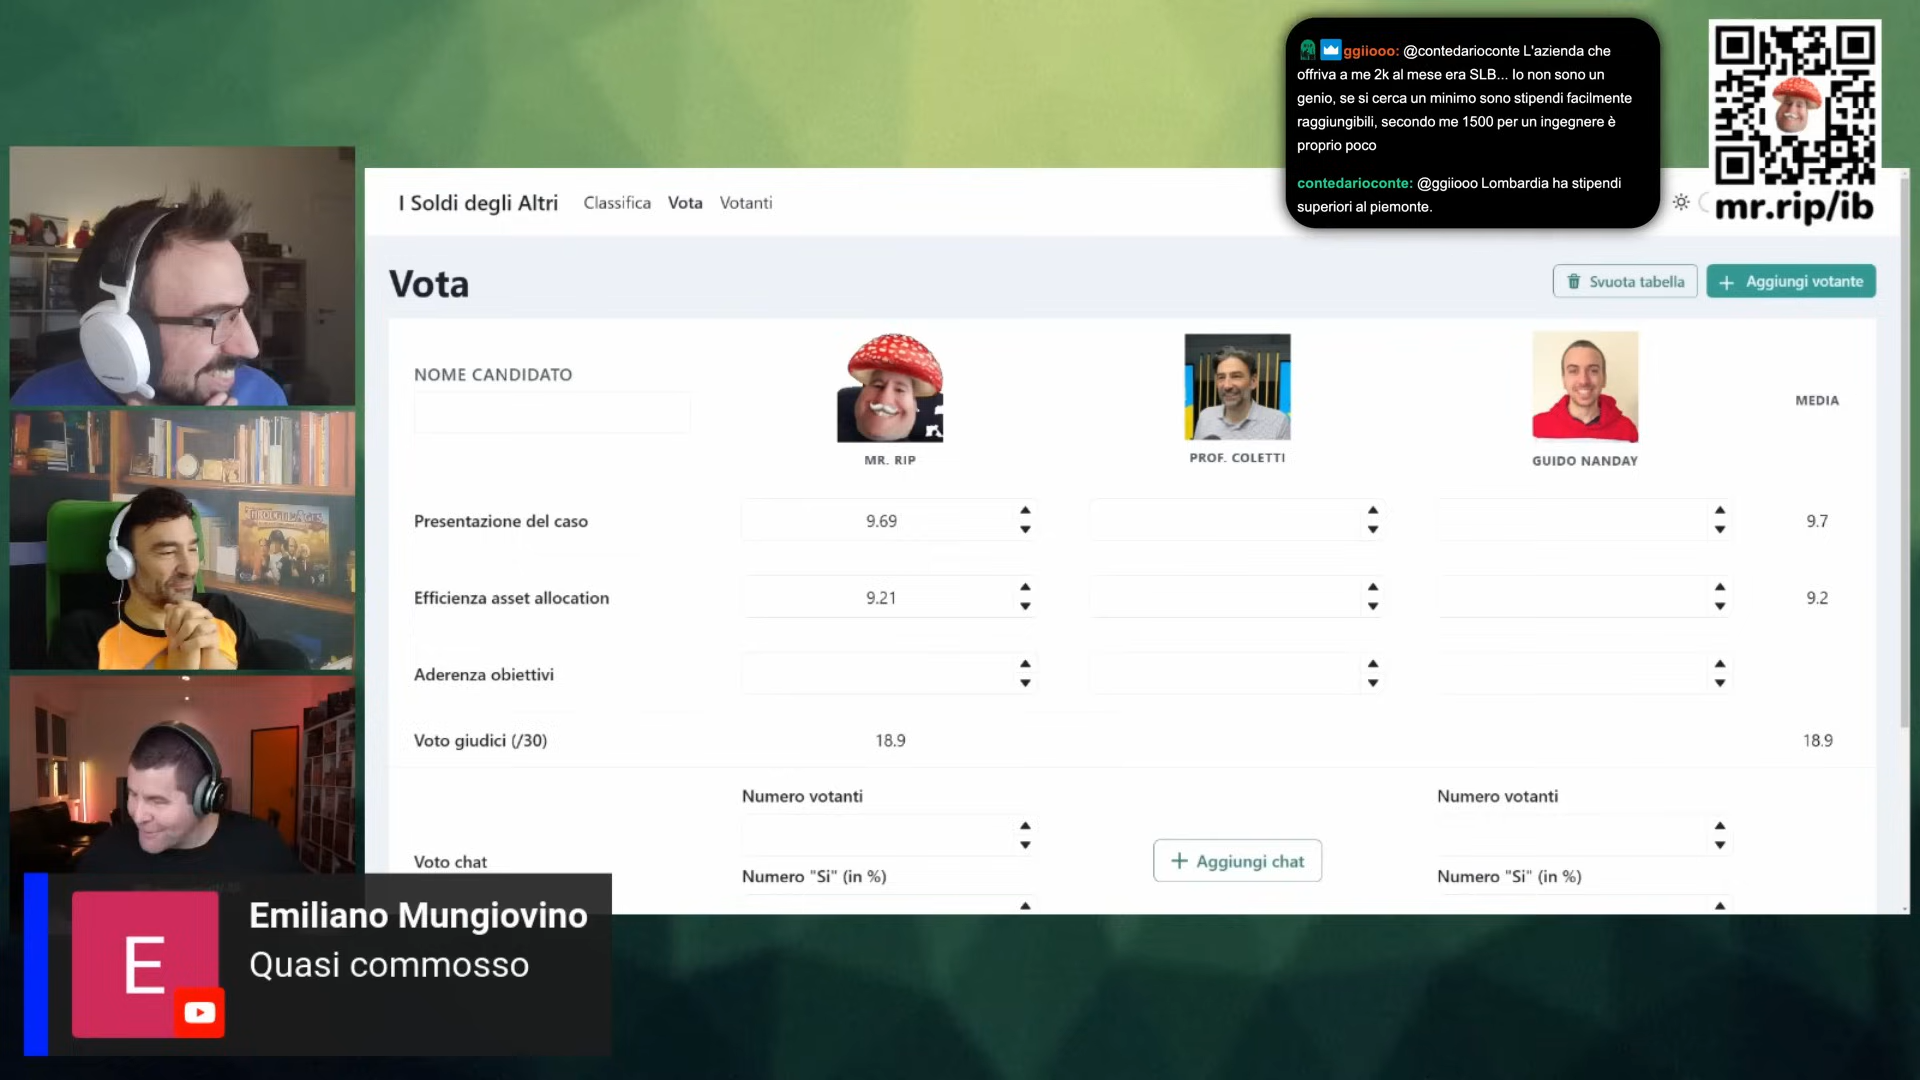 ggiiooo: @contedarioconte L'azienda che
offriva a me 2k al mese era SLB... Io non sono un
genio, se si cerca un minimo sono stipendi facilmente
raggiungibili, secondo me 1500 per un ingegnere è
proprio poco
contedarioconte: @ggiiooo Lombardia ha stipendi
superiori al piemonte.
mr.rip/ib
I Soldi degli Altri Classifica Vota Votanti
Vota
Svuota tabella
+ Aggiungi votante
NOME CANDIDATO
MR. RIP
PROF. COLETTI
GUIDO NANDAY
MEDIA
Presentazione del caso 9.69 9.7
Efficienza asset allocation 9.21 9.2
Aderenza obiettivi
Voto giudici (/30) 18.9 18.9
Numero votanti
Numero votanti
Voto chat
+ Aggiungi chat
Numero "Si" (in %)
Numero "Si" (in %)
E
Emiliano Mungiovino
Quasi commosso